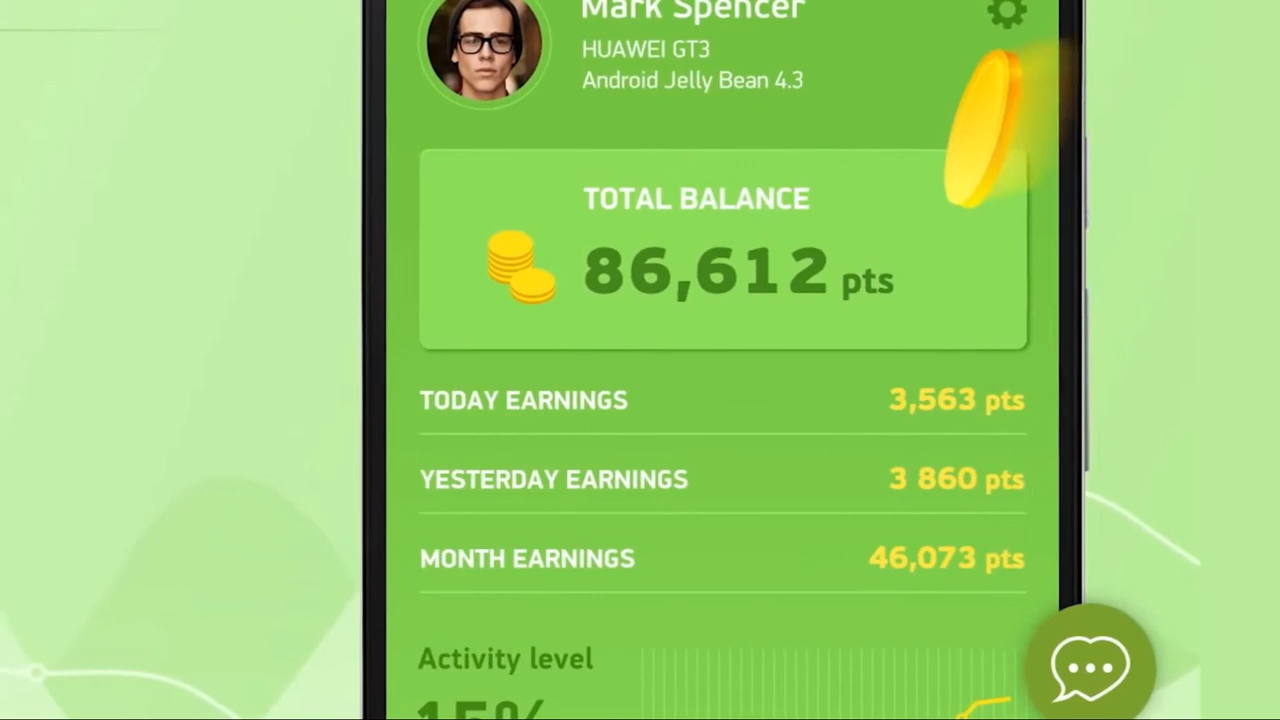 Mark Spencer
HUAWEI GT3
Android Jelly Bean 4.3
TOTAL BALANCE
86,612 pts
TODAY EARNINGS 3,563 pts
YESTERDAY EARNINGS 3 860 pts
MONTH EARNINGS 46,073 pts
Activity level
15%